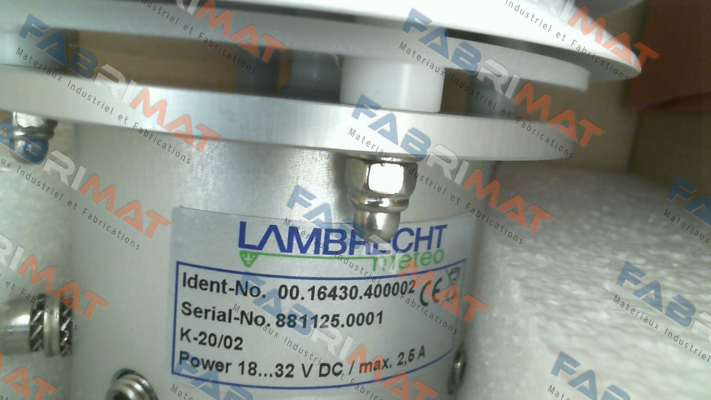 LAMBRECHT
meteo
Ident-No. 00.16430.400002 CE
Serial-No. 881125.0001
K-20/02
Power 18...32 V DC / max. 2,5 A
FABRIMAT
Materiaux Industriel et Fabrications